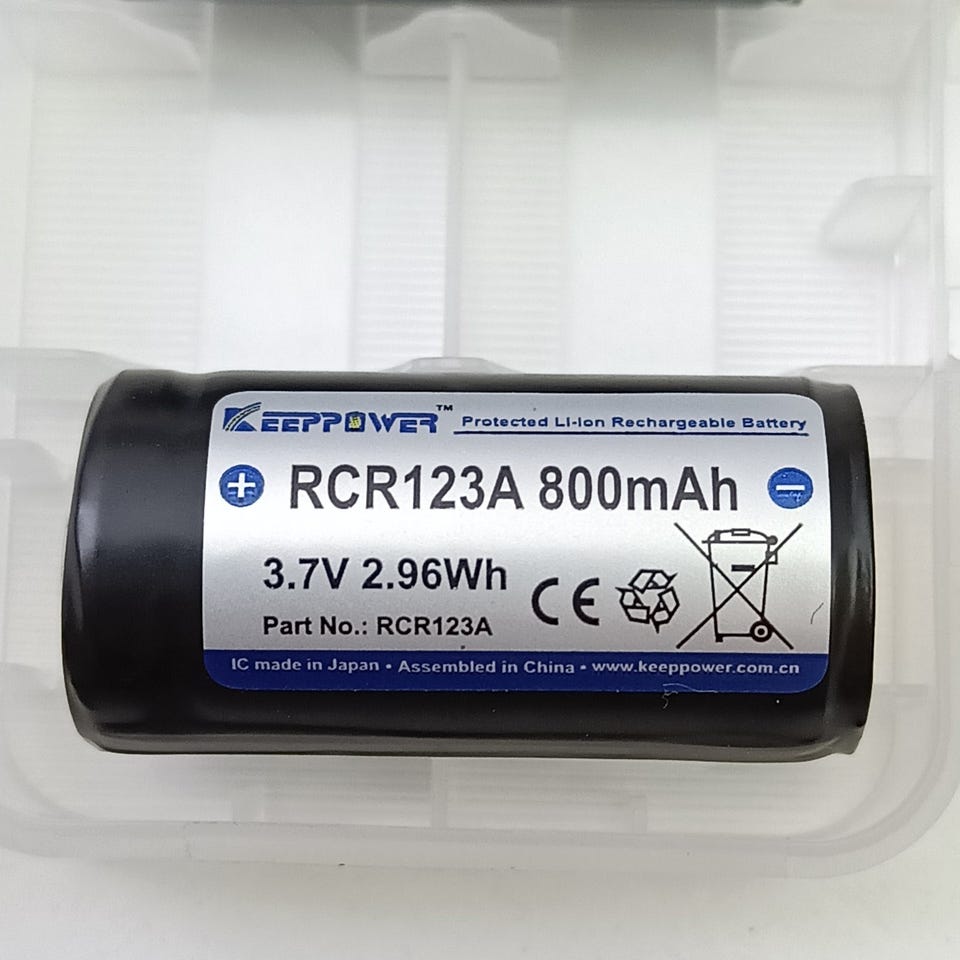 KEEPPOWER™ Protected Li-ion Rechargeable Battery
+ RCR123A 800mAh −
3.7V 2.96Wh
CE
Part No.: RCR123A
IC made in Japan • Assembled in China • www.keeppower.com.cn